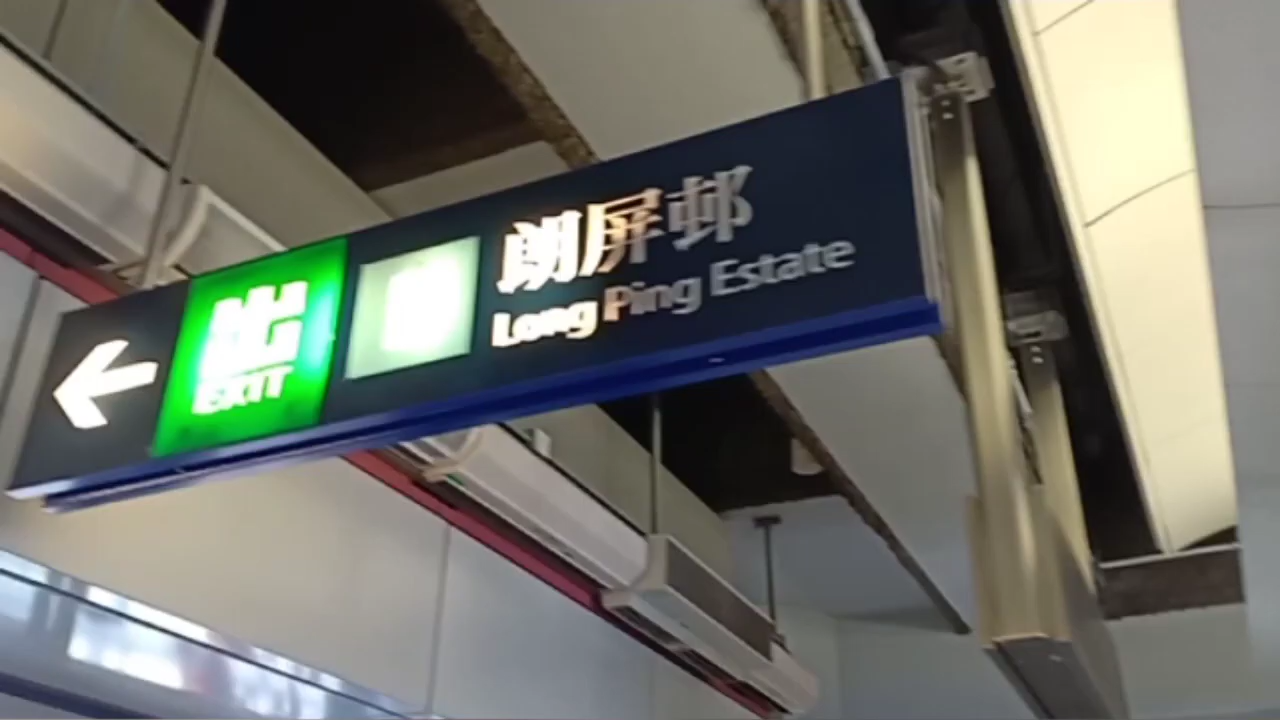 出
EXIT
朗屏邨
Long Ping Estate